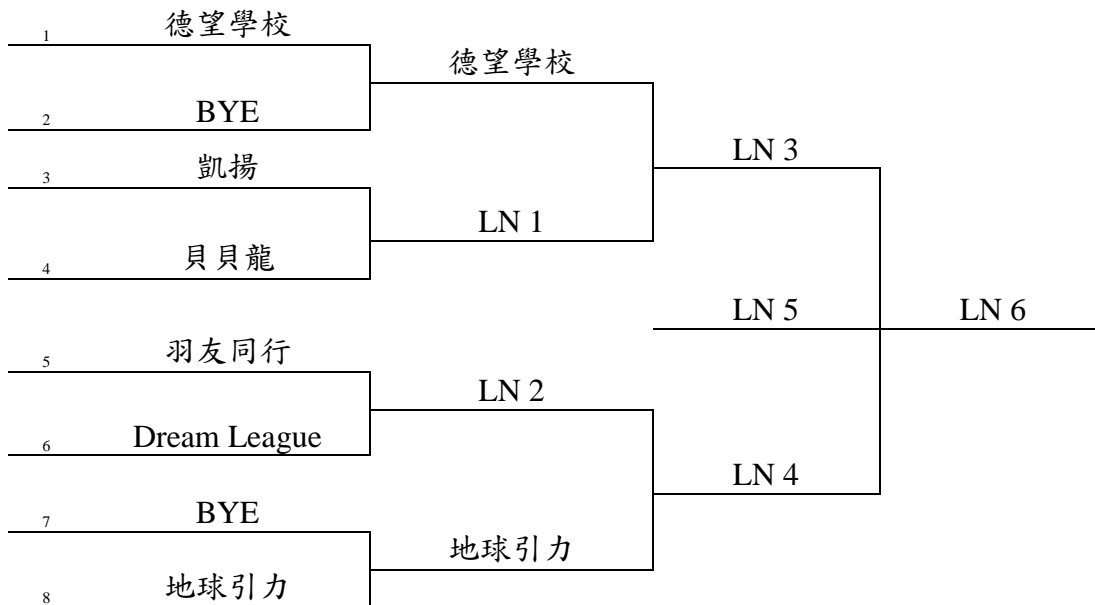 1 德望學校
德望學校
2 BYE
LN 3
3 凱揚
LN 1
4 貝貝龍
LN 5
LN 6
5 羽友同行
LN 2
6 Dream League
LN 4
7 BYE
地球引力
8 地球引力